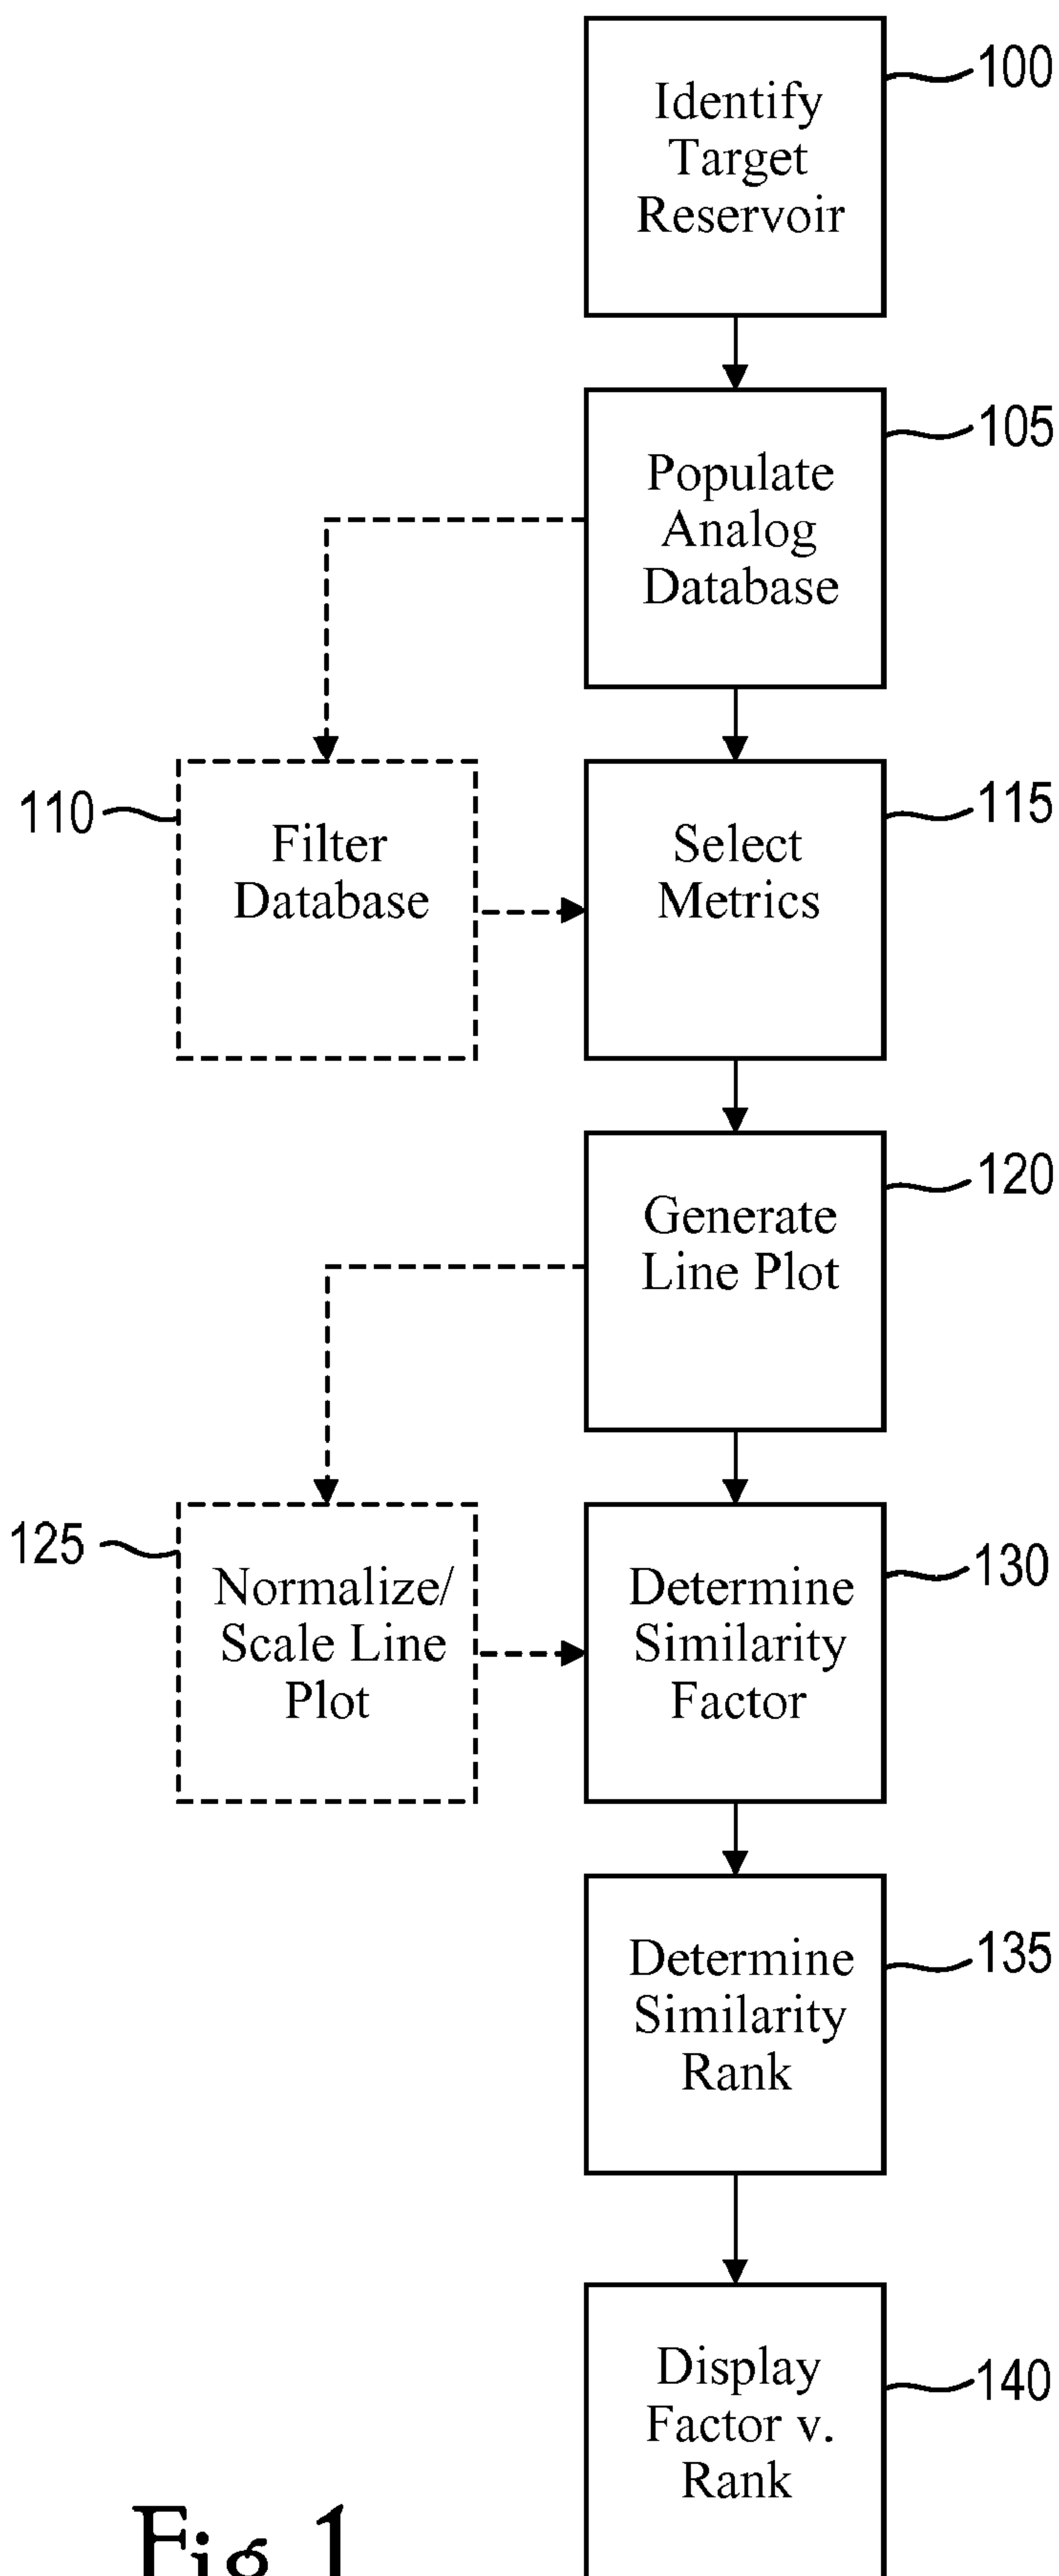 Identify
Target
Reservoir
100
Populate
Analog
Database
105
110
Filter
Database
Select
Metrics
115
Generate
Line Plot
120
125
Normalize/
Scale Line
Plot
Determine
Similarity
Factor
130
Determine
Similarity
Rank
135
Display
Factor v.
Rank
140
Fig 1